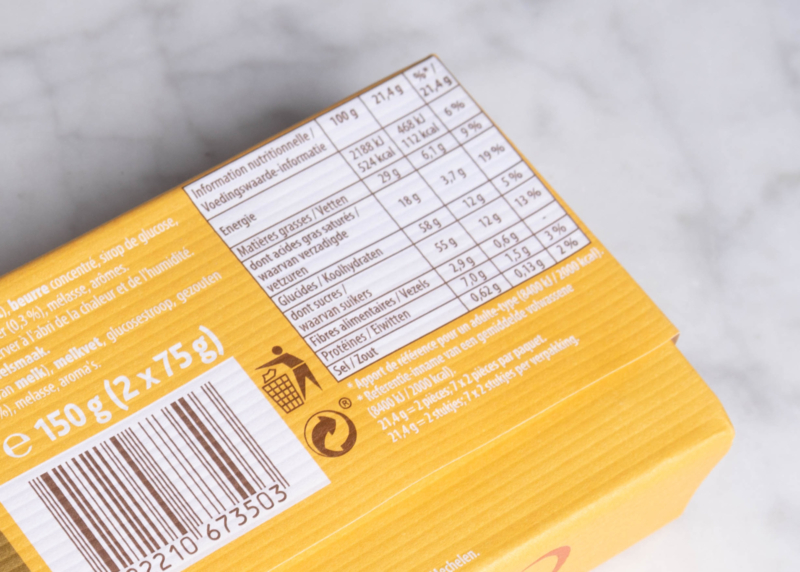 Information nutritionnelle / 100 g 21,4 g %* / 21,4 g
Voedingswaarde-informatie
Energie 2188 kJ 468 kJ 6%
524 kcal 112 kcal
Matières grasses / Vetten 29 g 6,1 g 9 %
dont acides gras saturés / 18 g 3,7 g 19 %
waarvan verzadigde
vetzuren
Glucides / Koolhydraten 58 g 12 g 5 %
dont sucres / 55 g 12 g 13 %
waarvan suikers
Fibres alimentaires / Vezels 2,9 g 0,6 g -
Protéines / Eiwitten 7,0 g 1,5 g 3 %
Sel / Zout 0,62 g 0,13 g 2 %
* Apport de référence pour un adulte-type (8400 kJ / 2000 kcal).
* Referentie-inname van een gemiddelde volwassene
(8400 kJ / 2000 kcal).
21,4 g = 2 pièces; 7 x 2 pièces par paquet.
21,4 g = 2 stukjes; 7 x 2 stukjes per verpakking.
beurre concentré, sirop de glucose,
(0,3 %), mélasse, arômes.
à l'abri de la chaleur et de l'humidité.
melk), melkvet, glucosestroop, gezouten
mélasse, aroma's.
℮ 150 g (2 x 75 g)
®
2210 673503